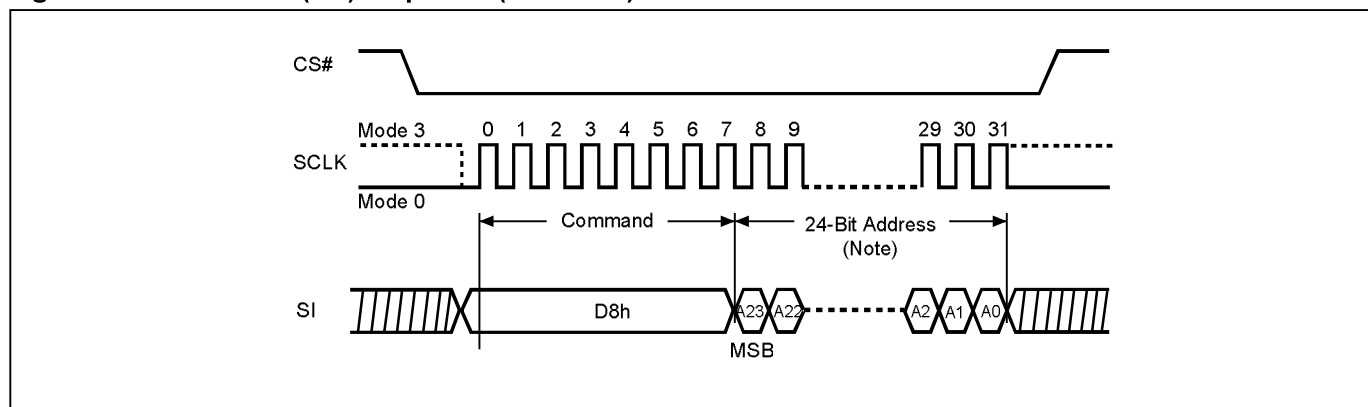 CS#
Mode 3
0 1 2 3 4 5 6 7 8 9 29 30 31
SCLK
Mode 0
Command
24-Bit Address
(Note)
SI
D8h
A23 A22 A2 A1 A0
MSB